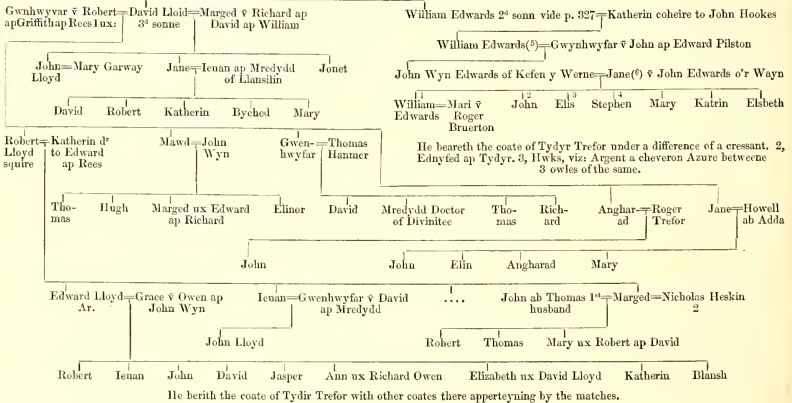 Gwnhwyvar v̄ Robert=David Lloid=Marged v̄ Richard ap
apGriffith ap Rees 1 ux: 3ᵈ sonne David ap William
William Edwards 2ᵈ sonn vide p. 327=Katherin coheire to John Hookes
William Edwards(⁵)=Gwynhwyfar v̄ John ap Edward Pilston
John=Mary Garway Jane=Ieuan ap Mredydd Jonet
Lloyd of Llansilin
John Wyn Edwards of Kefen y Werne=Jane(⁶) v̄ John Edwards o'r Wayn
David Robert Katherin Byched Mary
1 2 3 4
William=Mari v̄ John Elis Stephen Mary Katrin Elsbeth
Edwards Roger
Bruerton
Robert=Katherin dʳ Mawd=John Gwen-=Thomas
Lloyd to Edward Wyn hwyfar Hanmer
squire ap Rees
He beareth the coate of Tydyr Trefor under a difference of a cressant. 2,
Ednyfed ap Tydyr. 3, Hwks, viz: Argent a cheveron Azure betweene
3 owles of the same.
Tho- Hugh Marged ux Edward Elinor David Mredydd Doctor Tho- Rich- Anghar-=Roger Jane=Howell
mas ap Richard of Divinitee mas ard ad Trefor ab Adda
John John Elin Angharad Mary
Edward Lloyd=Grace v̄ Owen ap Ieuan=Gwenhwyfar v̄ David .... John ab Thomas 1ˢᵗ=Marged=Nicholas Heskin
Ar. John Wyn ap Mredydd husband 2
John Lloyd Robert Thomas Mary ux Robert ap David
Robert Ieuan John David Jasper Ann ux Richard Owen Elizabeth ux David Lloyd Katherin Blansh
He berith the coate of Tydir Trefor with other coates there apperteyning by the matches.